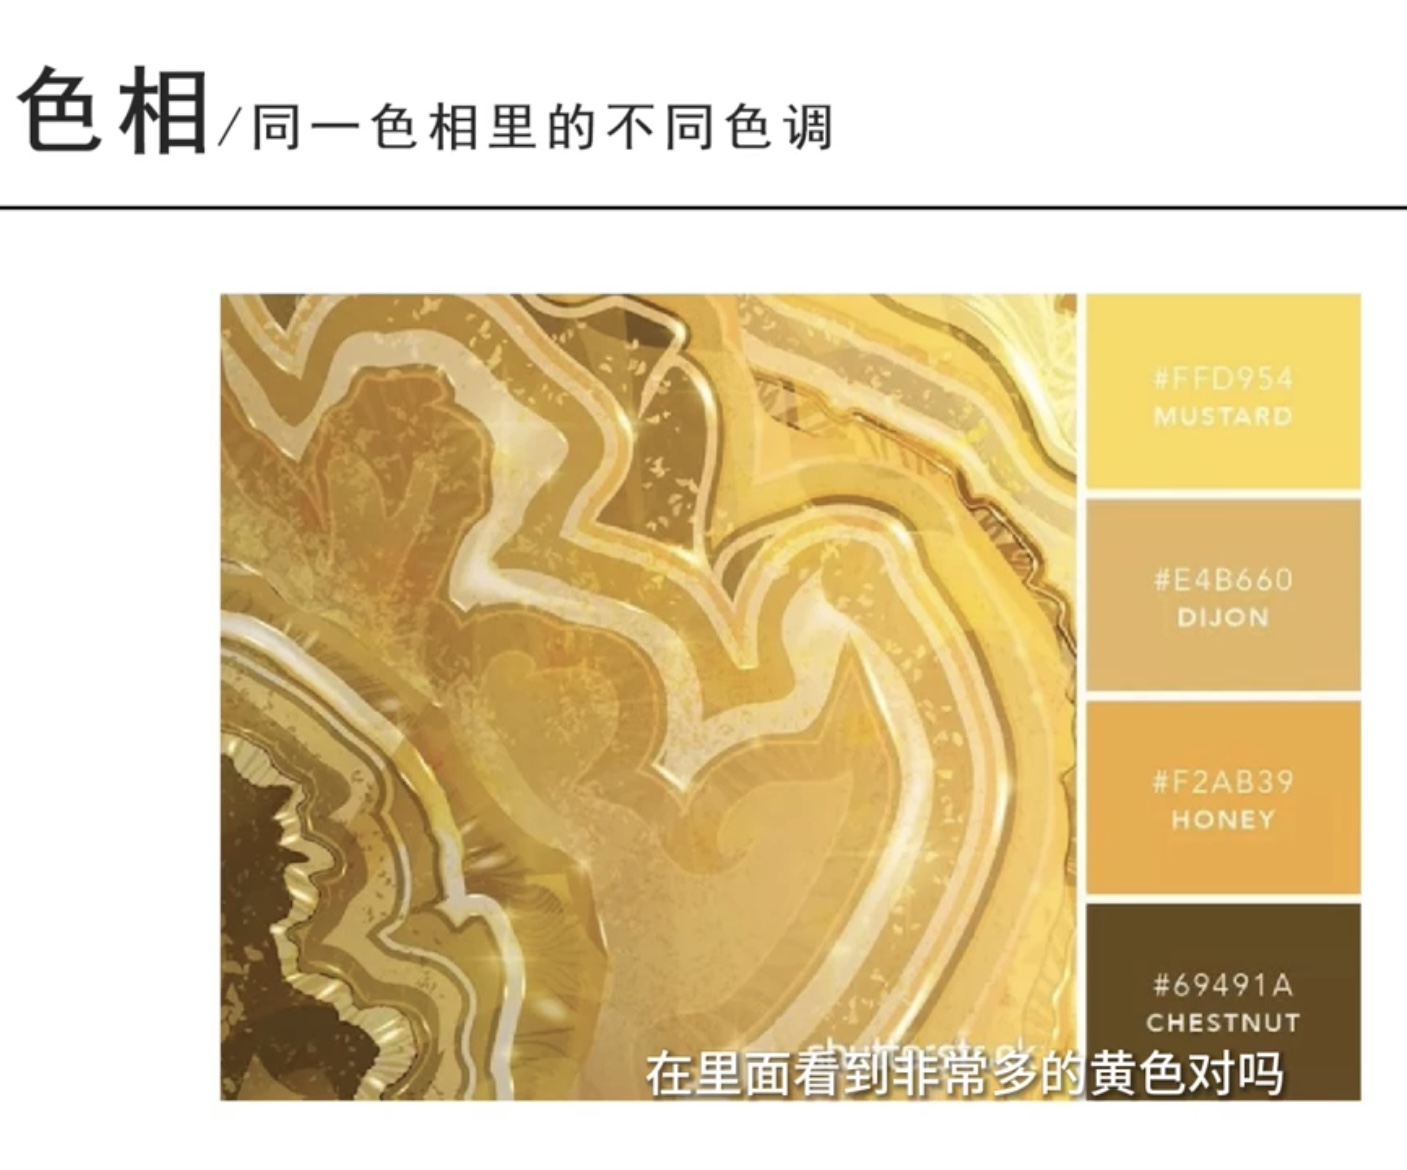 色相/同一色相里的不同色调
#FFD954
MUSTARD
#E4B660
DIJON
#F2AB39
HONEY
#69491A
CHESTNUT
在里面看到非常多的黄色对吗